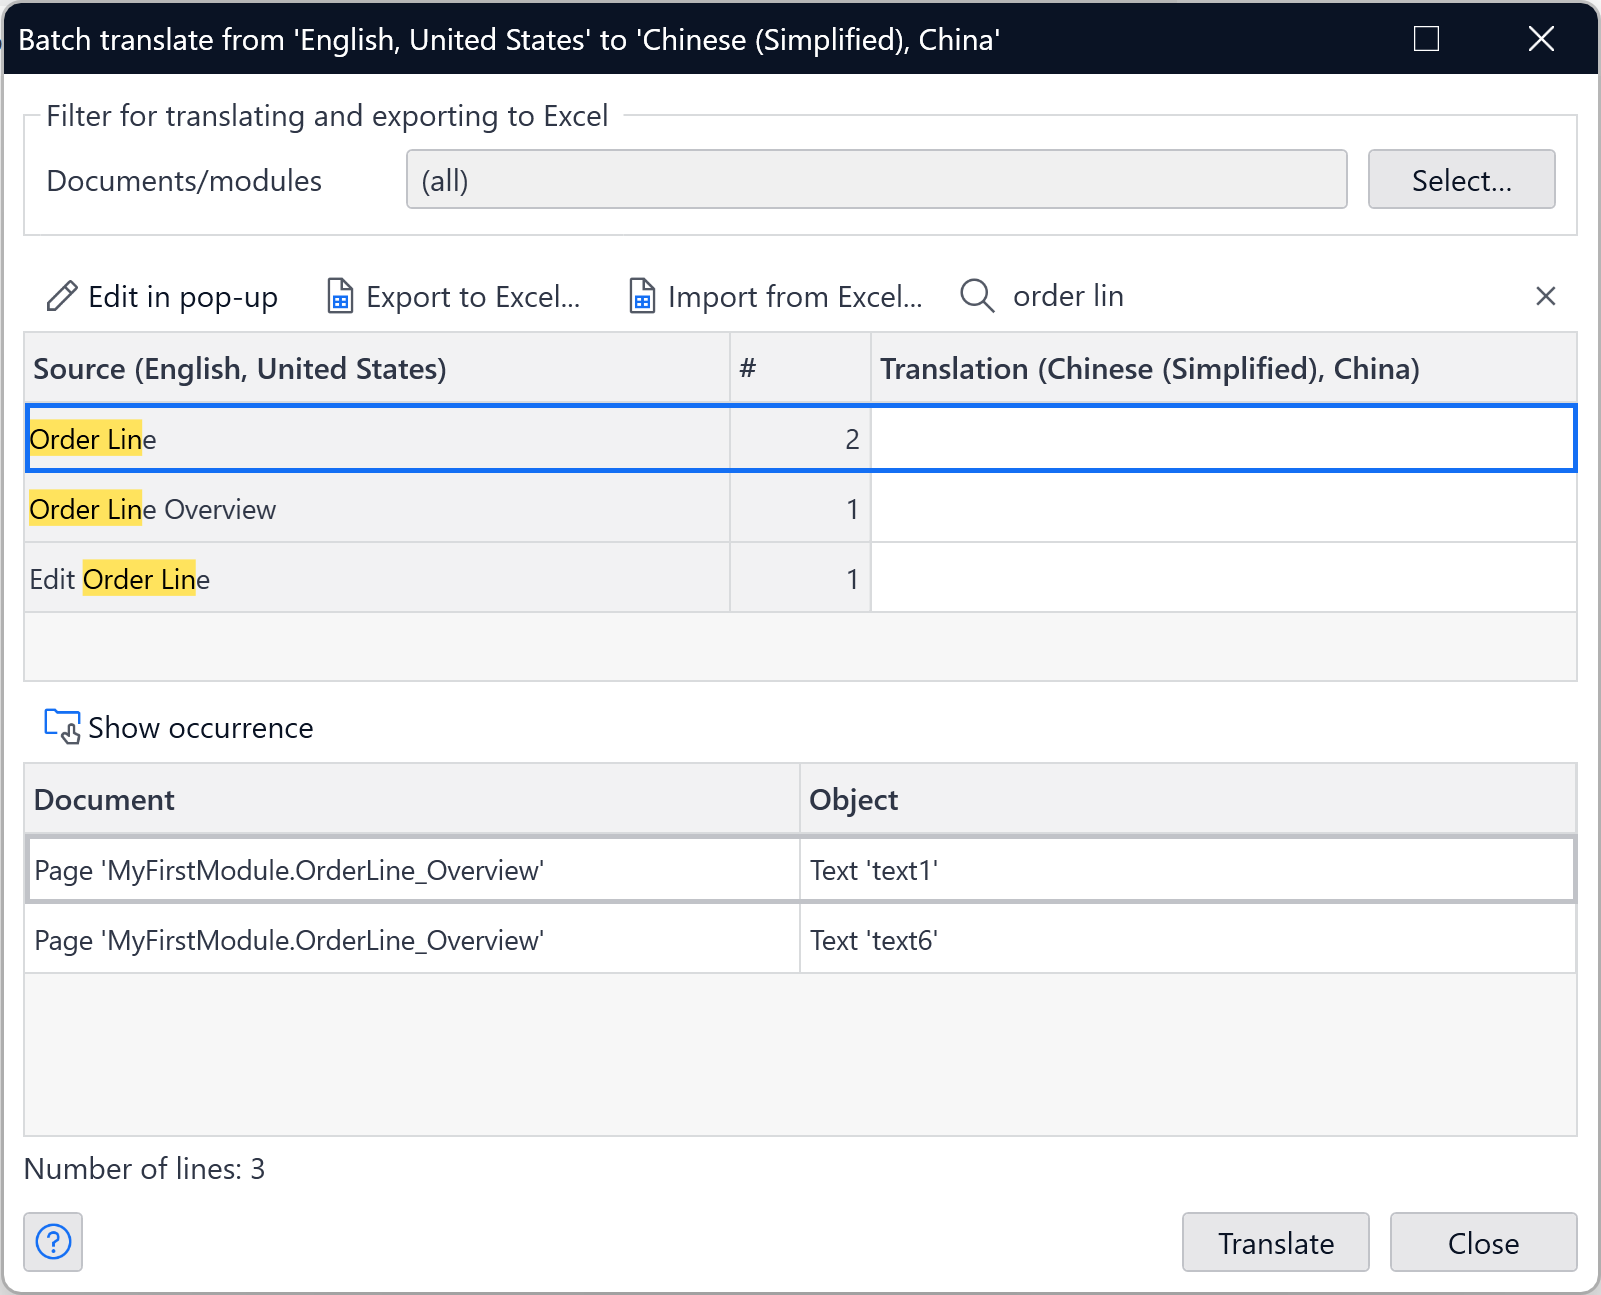 Batch translate from 'English, United States' to 'Chinese (Simplified), China'
Filter for translating and exporting to Excel
Documents/modules (all) Select...
Edit in pop-up Export to Excel... Import from Excel... order lin
Source (English, United States) # Translation (Chinese (Simplified), China)
Order Line 2
Order Line Overview 1
Edit Order Line 1
Show occurrence
Document Object
Page 'MyFirstModule.OrderLine_Overview' Text 'text1'
Page 'MyFirstModule.OrderLine_Overview' Text 'text6'
Number of lines: 3
? Translate Close